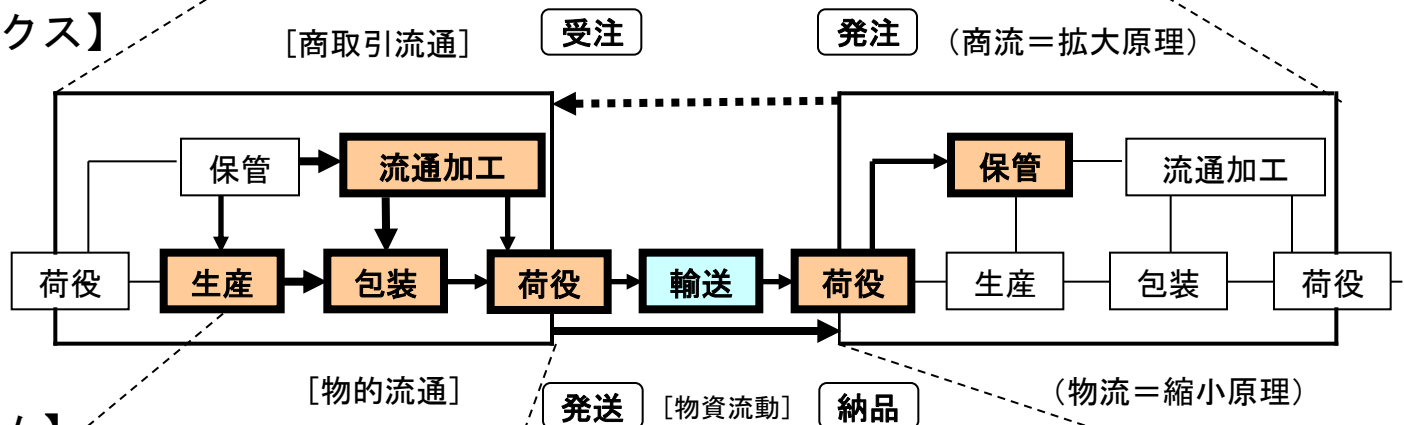 クス】
［商取引流通］
受注
発注
（商流＝拡大原理）
保管
流通加工
保管
流通加工
荷役
生産
包装
荷役
輸送
荷役
生産
包装
荷役
［物的流通］
（物流＝縮小原理）
発送
［物資流動］
納品